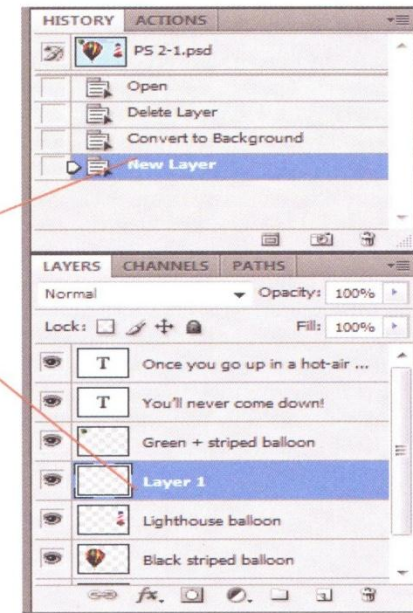 HISTORY ACTIONS
PS 2-1.psd
Open
Delete Layer
Convert to Background
New Layer
LAYERS CHANNELS PATHS
Normal Opacity: 100%
Lock: Fill: 100%
T Once you go up in a hot-air ...
T You'll never come down!
Green + striped balloon
Layer 1
Lighthouse balloon
Black striped balloon
fx.